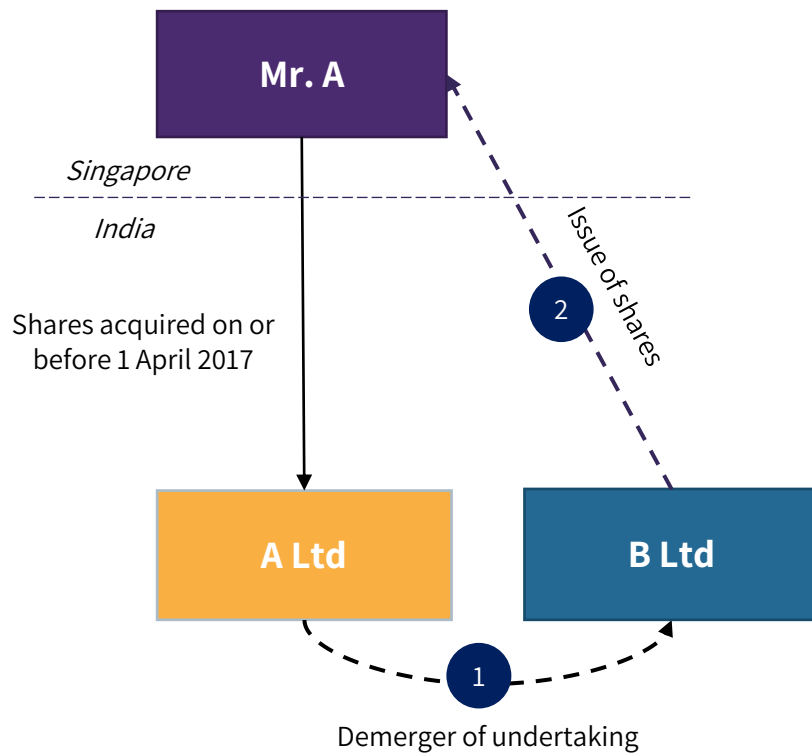 Mr. A
Singapore
India
Shares acquired on or
before 1 April 2017
Issue of shares
2
A Ltd
B Ltd
1
Demerger of undertaking